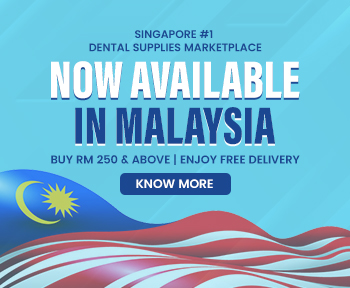 SINGAPORE #1
DENTAL SUPPLIES MARKETPLACE
NOW AVAILABLE
IN MALAYSIA
BUY RM 250 & ABOVE | ENJOY FREE DELIVERY
KNOW MORE